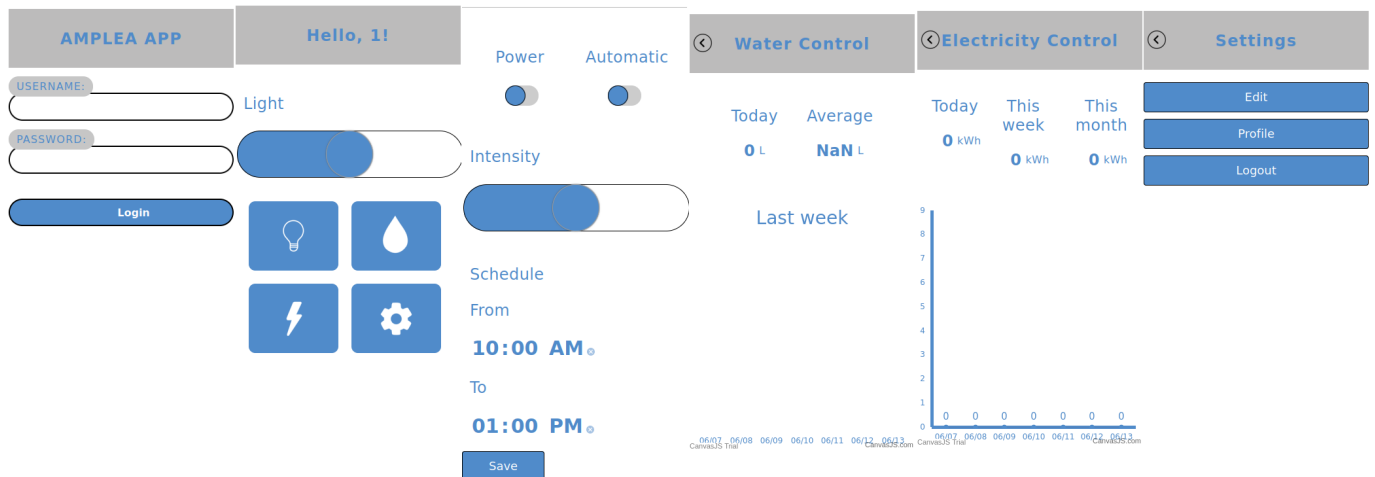 AMPLEA APP
USERNAME:
PASSWORD:
Login
Hello, 1!
Light
Power Automatic
Intensity
Schedule
From
10:00 AM
To
01:00 PM
Save
Water Control
Today Average
0 L NaN L
Last week
06/07 06/08 06/09 06/10 06/11 06/12 06/13
CanvasJS Trial CanvasJS.com
Electricity Control
Today This week This month
0 kWh 0 kWh 0 kWh
9
8
7
6
5
4
3
2
1
0
0 0 0 0 0 0 0
06/07 06/08 06/09 06/10 06/11 06/12 06/13
CanvasJS Trial CanvasJS.com
Settings
Edit
Profile
Logout